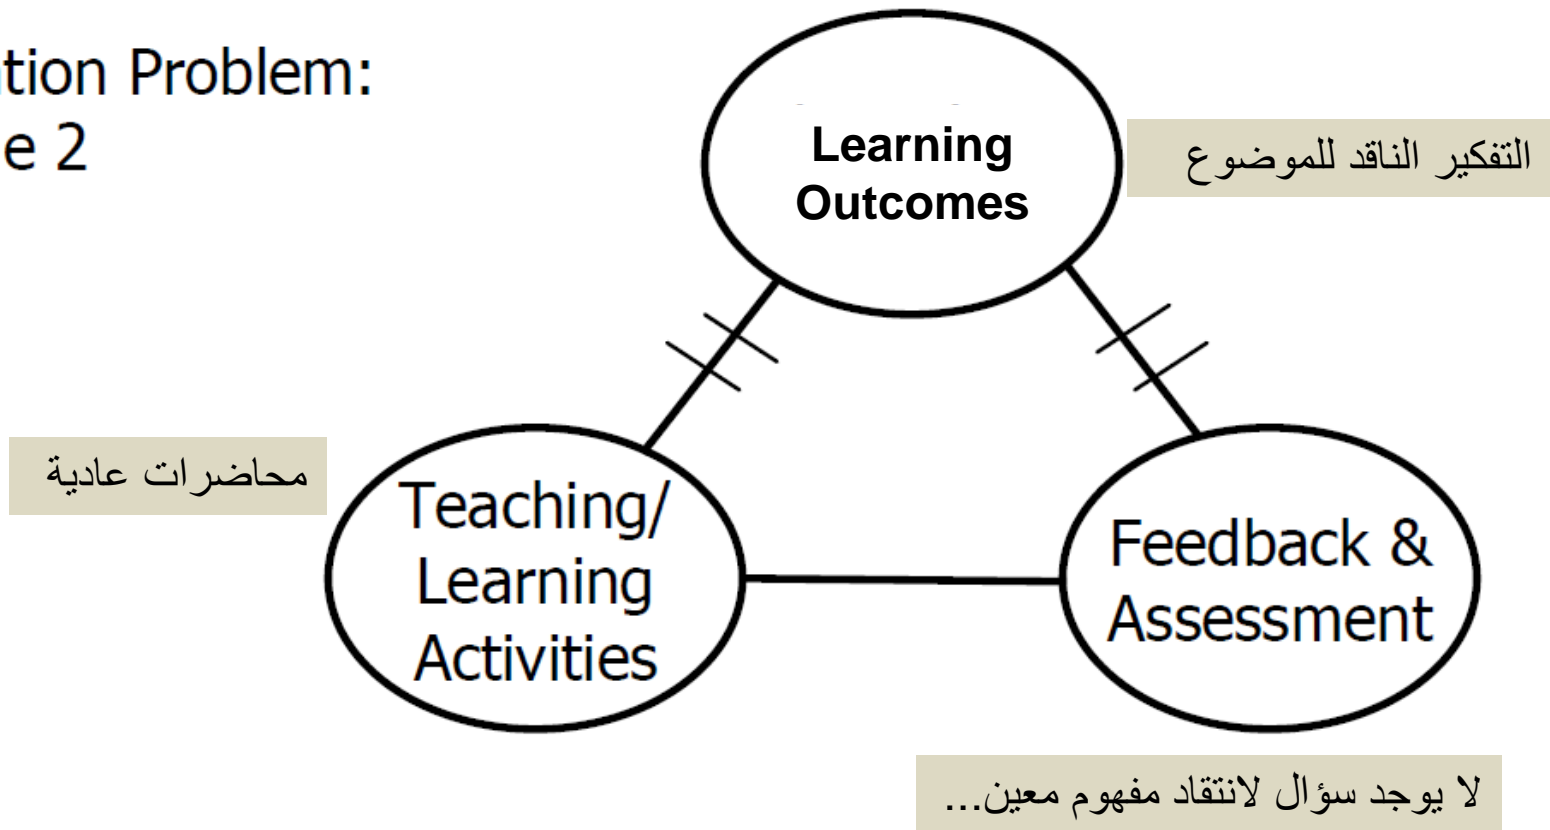 tion Problem:
e 2
Learning
Outcomes
التفكير الناقد للموضوع
محاضرات عادية
Teaching/
Learning
Activities
Feedback &
Assessment
لا يوجد سؤال لانتقاد مفهوم معين...